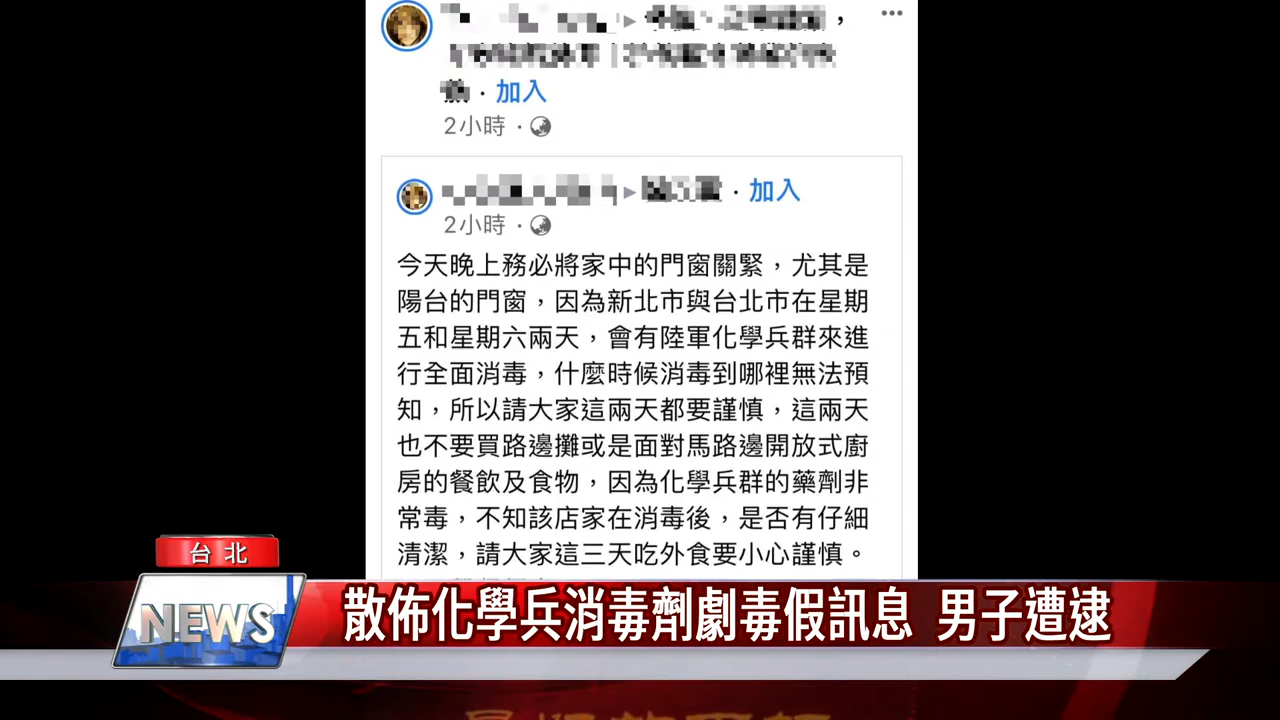 加入
2小時
加入
2小時
今天晚上務必將家中的門窗關緊，尤其是
陽台的門窗，因為新北市與台北市在星期
五和星期六兩天，會有陸軍化學兵群來進
行全面消毒，什麼時候消毒到哪裡無法預
知，所以請大家這兩天都要謹慎，這兩天
也不要買路邊攤或是面對馬路邊開放式廚
房的餐飲及食物，因為化學兵群的藥劑非
常毒，不知該店家在消毒後，是否有仔細
清潔，請大家這三天吃外食要小心謹慎。
台北
NEWS
散佈化學兵消毒劑劇毒假訊息 男子遭逮